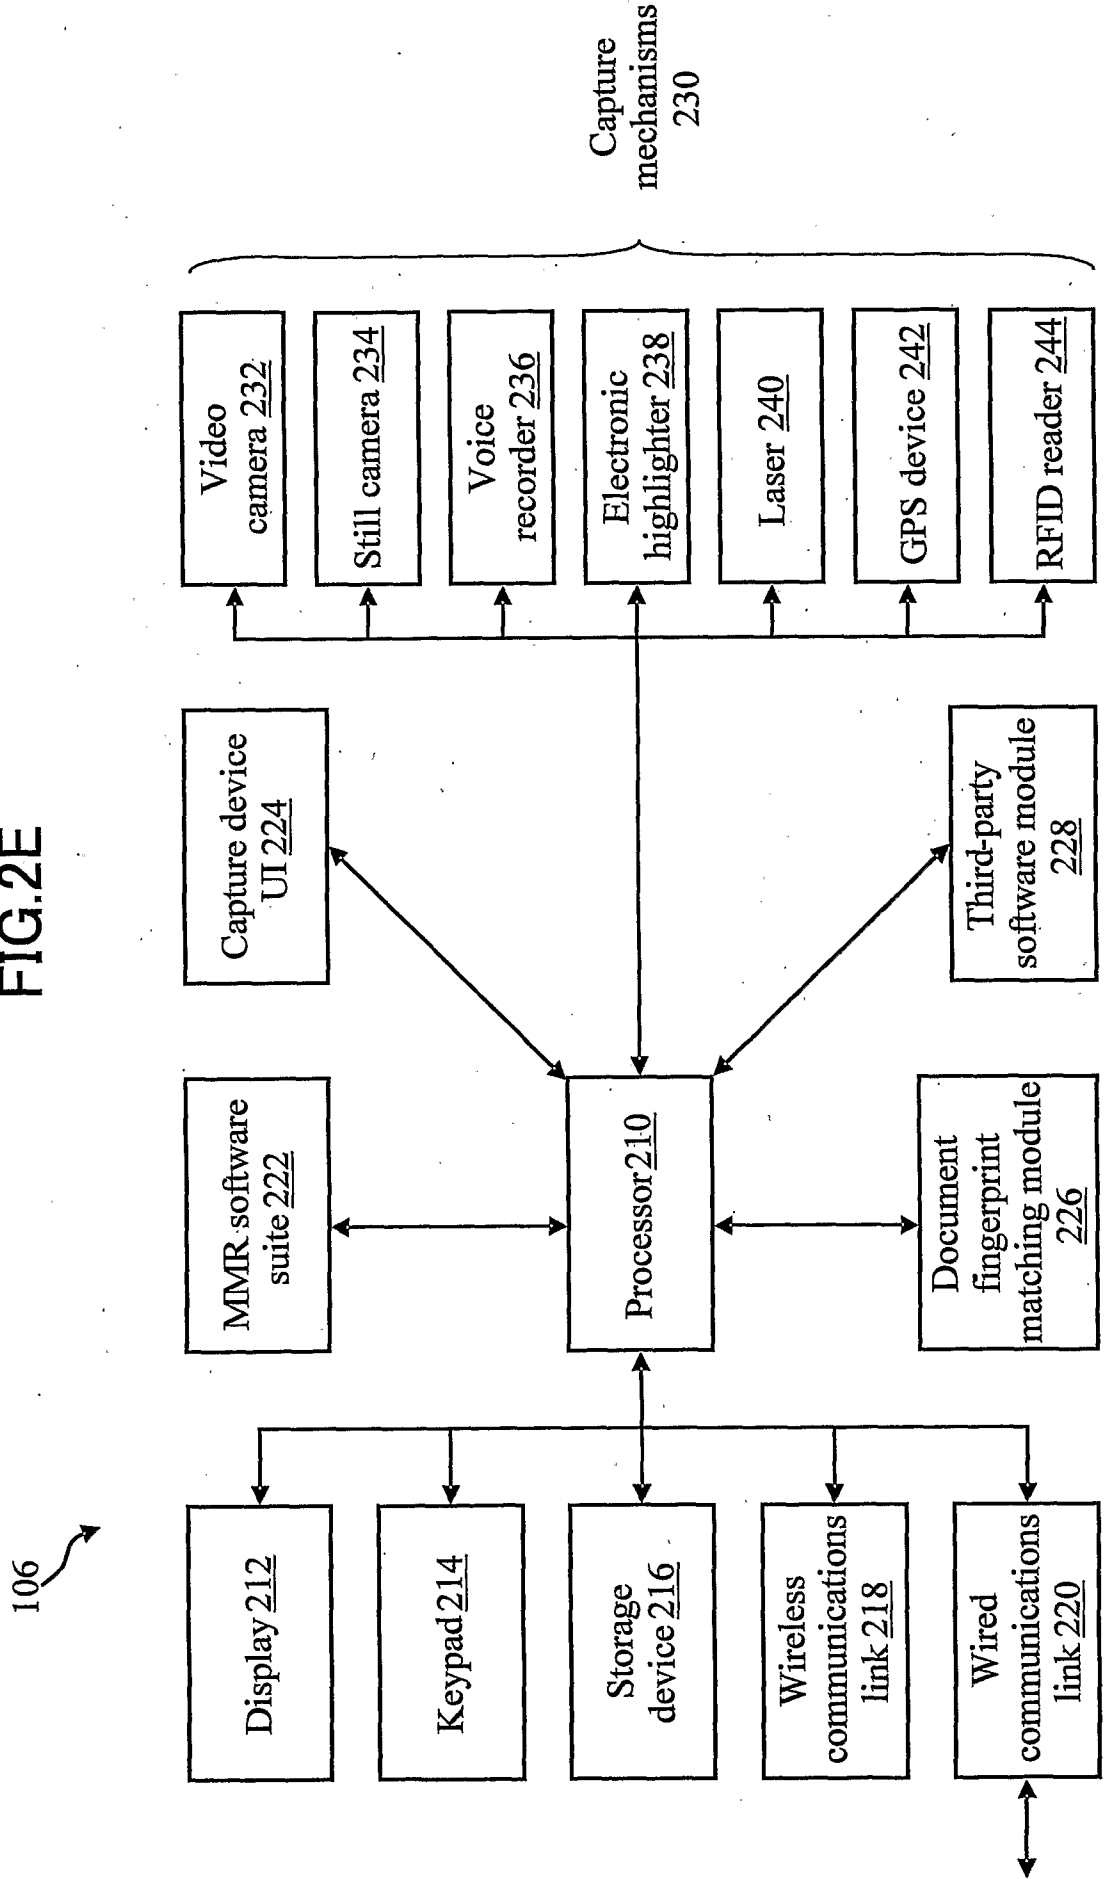 FIG.2E
106
Display 212
Keypad 214
Storage
device 216
Wireless
communications
link 218
Wired
communications
link 220
MMR software
suite 222
Processor 210
Document
fingerprint
matching module
226
Capture device
UI 224
Third-party
software module
228
Video
camera 232
Still camera 234
Voice
recorder 236
Electronic
highlighter 238
Laser 240
GPS device 242
RFID reader 244
Capture
mechanisms
230